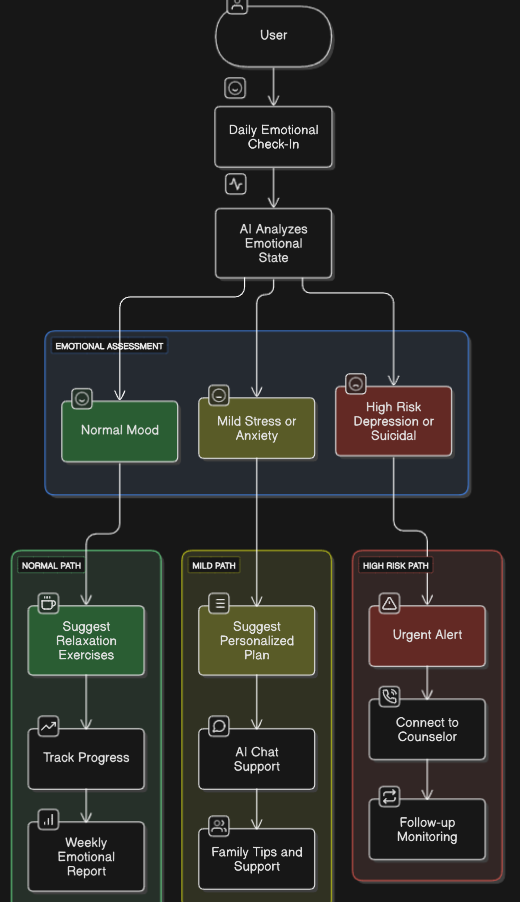 User
Daily Emotional
Check-In
AI Analyzes
Emotional
State
EMOTIONAL ASSESSMENT
Normal Mood
Mild Stress or
Anxiety
High Risk
Depression or
Suicidal
NORMAL PATH
Suggest
Relaxation
Exercises
Track Progress
Weekly
Emotional
Report
MILD PATH
Suggest
Personalized
Plan
AI Chat
Support
Family Tips and
Support
HIGH RISK PATH
Urgent Alert
Connect to
Counselor
Follow-up
Monitoring